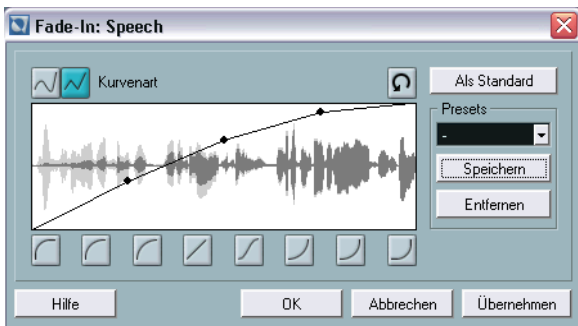 Fade-In: Speech
Kurvenart
Als Standard
Presets
-
Speichern
Entfernen
Hilfe
OK
Abbrechen
Übernehmen